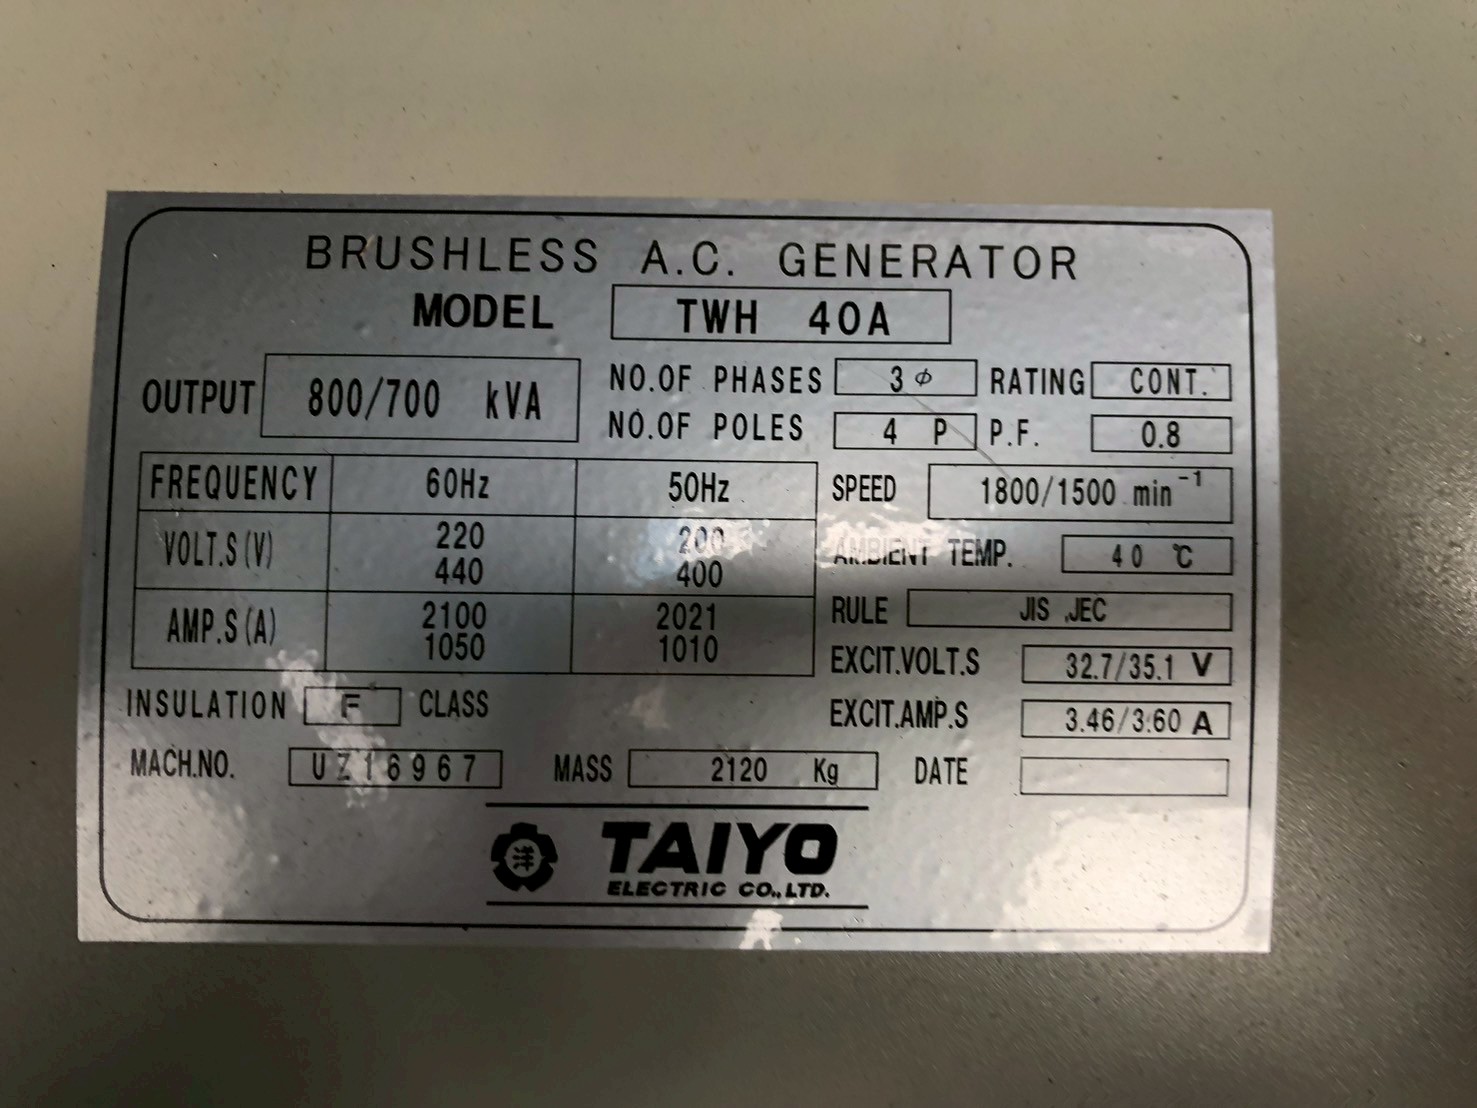 BRUSHLESS A.C. GENERATOR
MODEL TWH 40A
OUTPUT 800/700 kVA
NO.OF PHASES 3φ RATING CONT.
NO.OF POLES 4 P P.F. 0.8
FREQUENCY 60Hz 50Hz
SPEED 1800/1500 min⁻¹
VOLT.S(V) 220 200
440 400
AMBIENT TEMP. 40 ℃
AMP.S(A) 2100 2021
1050 1010
RULE JIS ,JEC
EXCIT.VOLT.S 32.7/35.1 V
INSULATION F CLASS
EXCIT.AMP.S 3.46/3.60 A
MACH.NO. UZ16967 MASS 2120 Kg DATE
洋 TAIYO
ELECTRIC CO.,LTD.